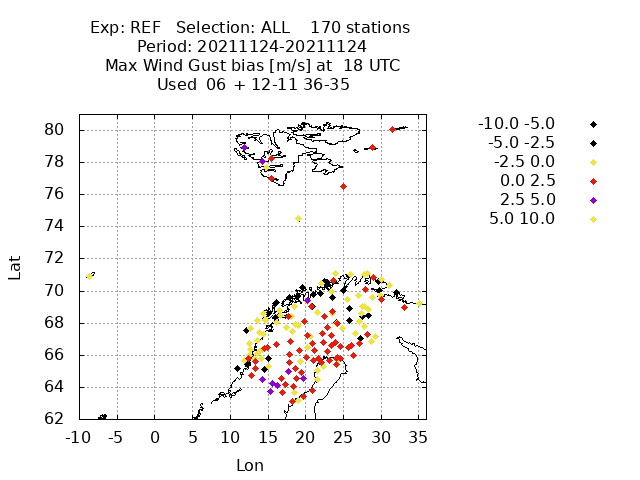 Exp: REF   Selection: ALL    170 stations
Period: 20211124-20211124
Max Wind Gust bias [m/s] at  18 UTC
Used  06 + 12-11 36-35
80
78
76
74
72
70
68
66
64
62
-10 -5 0 5 10 15 20 25 30 35
Lat
Lon
-10.0 -5.0
-5.0 -2.5
-2.5 0.0
0.0 2.5
2.5 5.0
5.0 10.0